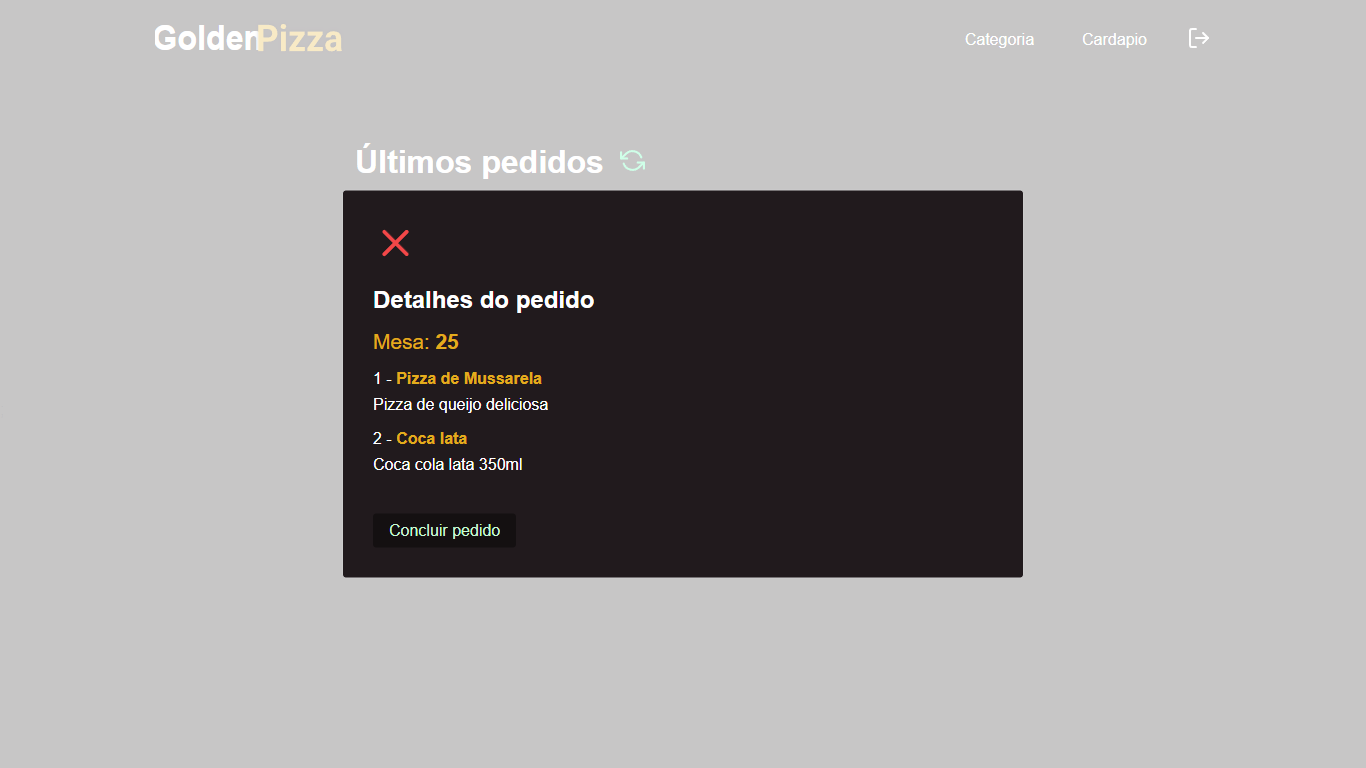 GoldenPizza
Categoria
Cardapio
Últimos pedidos
Detalhes do pedido
Mesa: 25
1 - Pizza de Mussarela
Pizza de queijo deliciosa
2 - Coca lata
Coca cola lata 350ml
Concluir pedido